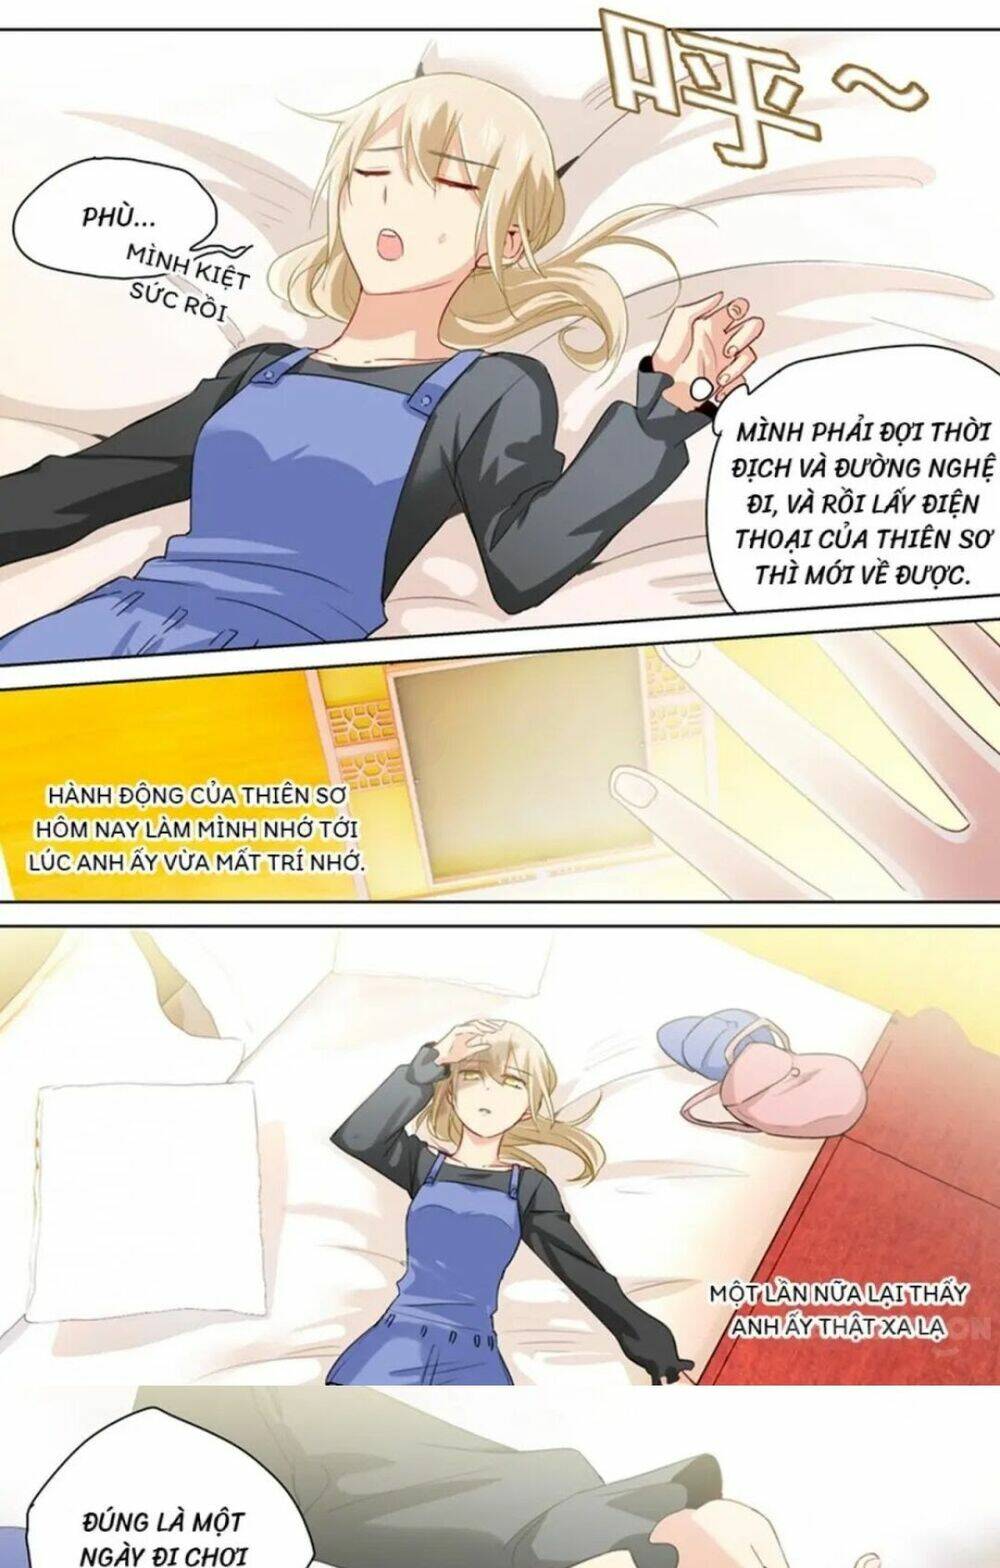 呼~
PHÙ...
MÌNH KIỆT
SỨC RỒI
MÌNH PHẢI ĐỢI THỜI
ĐỊCH VÀ ĐƯỜNG NGHỆ
ĐI, VÀ RỒI LẤY ĐIỆN
THOẠI CỦA THIÊN SƠ
THÌ MỚI VỀ ĐƯỢC.
HÀNH ĐỘNG CỦA THIÊN SƠ
HÔM NAY LÀM MÌNH NHỚ TỚI
LÚC ANH ẤY VỪA MẤT TRÍ NHỚ.
MỘT LẦN NỮA LẠI THẤY
ANH ẤY THẬT XA LẠ
ĐÚNG LÀ MỘT
NGÀY ĐI CHƠI